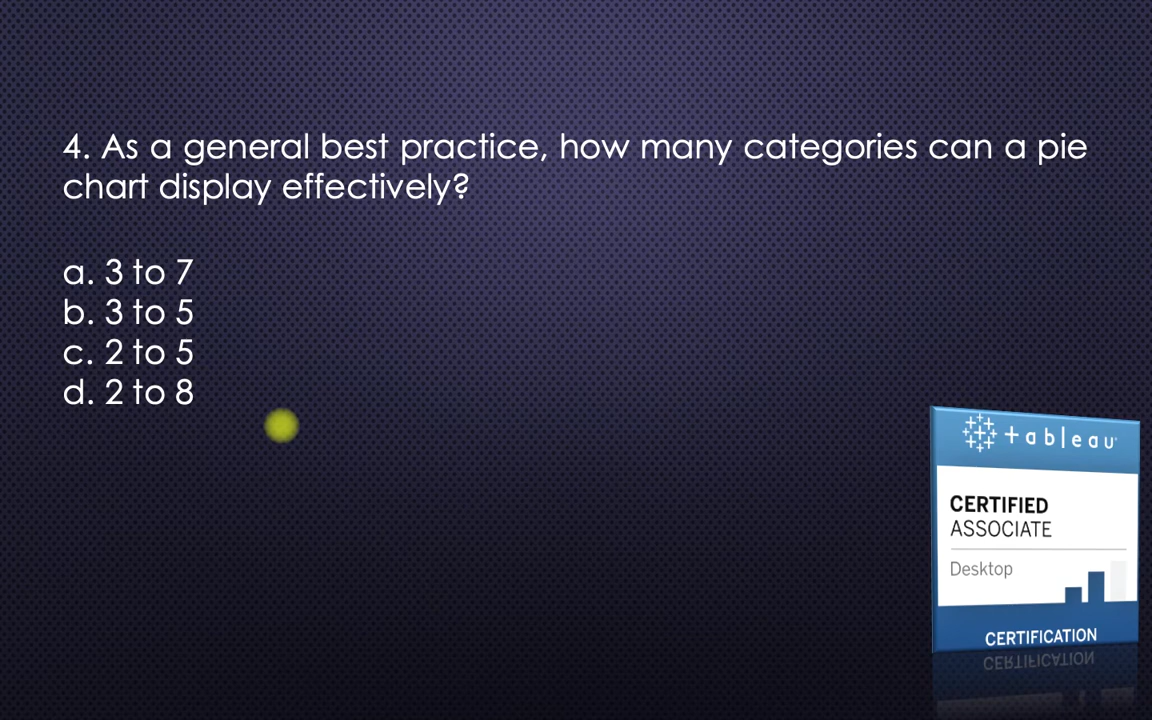 4. As a general best practice, how many categories can a pie
chart display effectively?
a. 3 to 7
b. 3 to 5
c. 2 to 5
d. 2 to 8
+ableau
CERTIFIED
ASSOCIATE
Desktop
CERTIFICATION